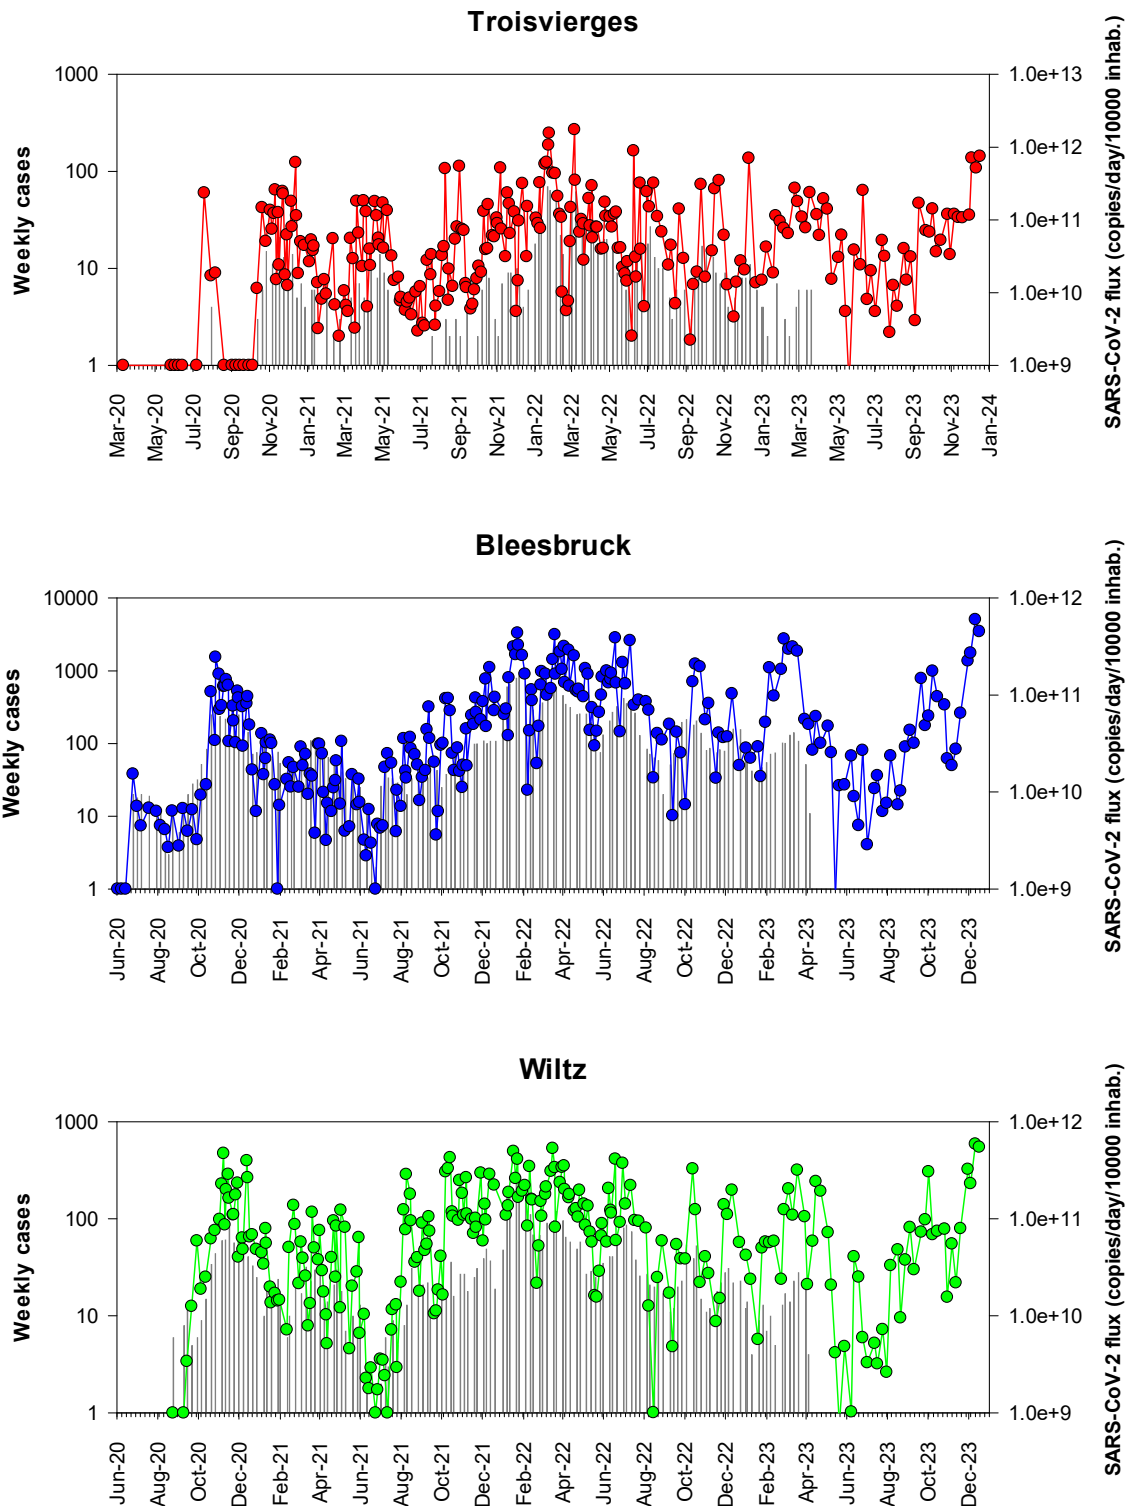 Troisvierges
Weekly cases
1000
100
10
1
1.0e+13
1.0e+12
1.0e+11
1.0e+10
1.0e+9
SARS-CoV-2 flux (copies/day/10000 inhab.)
Mar-20
May-20
Jul-20
Sep-20
Nov-20
Jan-21
Mar-21
May-21
Jul-21
Sep-21
Nov-21
Jan-22
Mar-22
May-22
Jul-22
Sep-22
Nov-22
Jan-23
Mar-23
May-23
Jul-23
Sep-23
Nov-23
Jan-24
Bleesbruck
Weekly cases
10000
1000
100
10
1
1.0e+12
1.0e+11
1.0e+10
1.0e+9
SARS-CoV-2 flux (copies/day/10000 inhab.)
Jun-20
Aug-20
Oct-20
Dec-20
Feb-21
Apr-21
Jun-21
Aug-21
Oct-21
Dec-21
Feb-22
Apr-22
Jun-22
Aug-22
Oct-22
Dec-22
Feb-23
Apr-23
Jun-23
Aug-23
Oct-23
Dec-23
Wiltz
Weekly cases
1000
100
10
1
1.0e+12
1.0e+11
1.0e+10
1.0e+9
SARS-CoV-2 flux (copies/day/10000 inhab.)
Jun-20
Aug-20
Oct-20
Dec-20
Feb-21
Apr-21
Jun-21
Aug-21
Oct-21
Dec-21
Feb-22
Apr-22
Jun-22
Aug-22
Oct-22
Dec-22
Feb-23
Apr-23
Jun-23
Aug-23
Oct-23
Dec-23